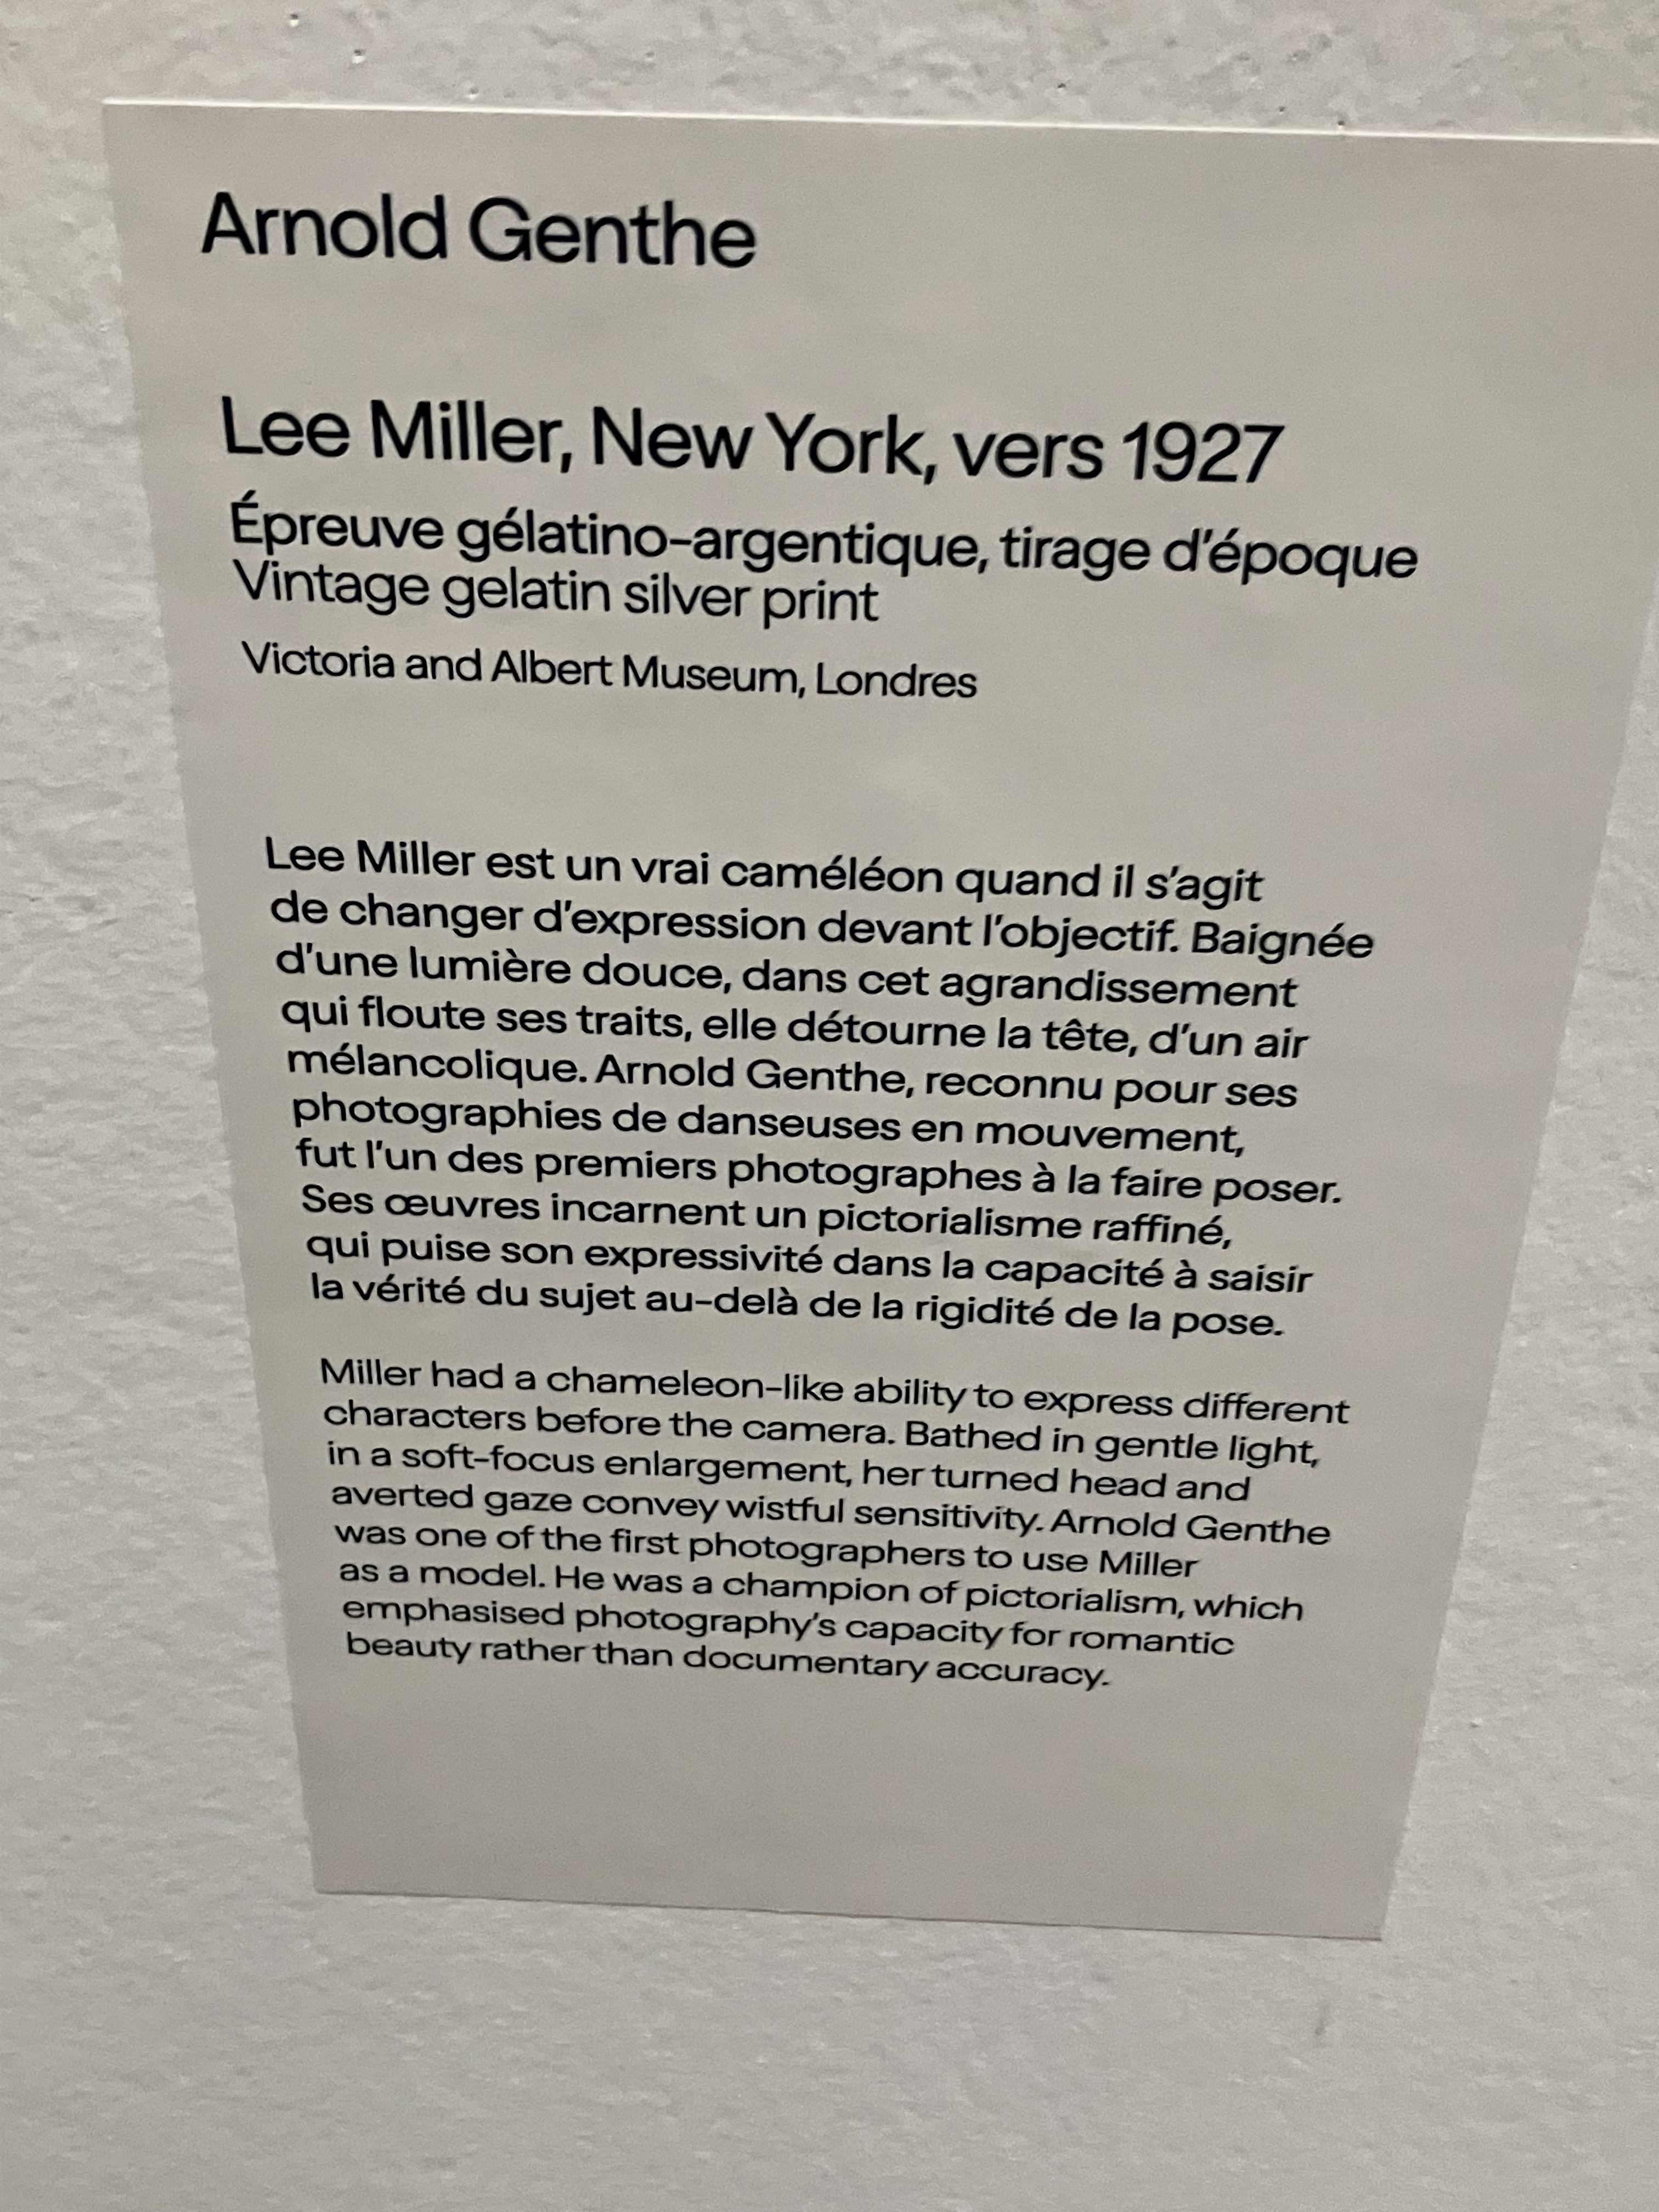 Arnold Genthe
Lee Miller, New York, vers 1927
Épreuve gélatino-argentique, tirage d'époque
Vintage gelatin silver print
Victoria and Albert Museum, Londres
Lee Miller est un vrai caméléon quand il s'agit
de changer d'expression devant l'objectif. Baignée
d'une lumière douce, dans cet agrandissement
qui floute ses traits, elle détourne la tête, d'un air
mélancolique. Arnold Genthe, reconnu pour ses
photographies de danseuses en mouvement,
fut l'un des premiers photographes à la faire poser.
Ses œuvres incarnent un pictorialisme raffiné,
qui puise son expressivité dans la capacité à saisir
la vérité du sujet au-delà de la rigidité de la pose.
Miller had a chameleon-like ability to express different
characters before the camera. Bathed in gentle light,
in a soft-focus enlargement, her turned head and
averted gaze convey wistful sensitivity. Arnold Genthe
was one of the first photographers to use Miller
as a model. He was a champion of pictorialism, which
emphasised photography's capacity for romantic
beauty rather than documentary accuracy.